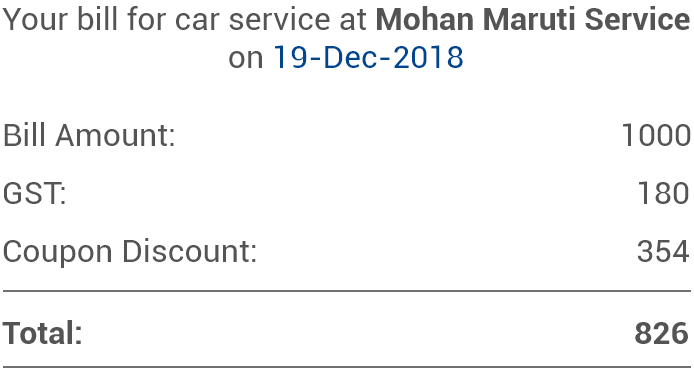 Your bill for car service at Mohan Maruti Service
on 19-Dec-2018
Bill Amount: 1000
GST: 180
Coupon Discount: 354
Total: 826